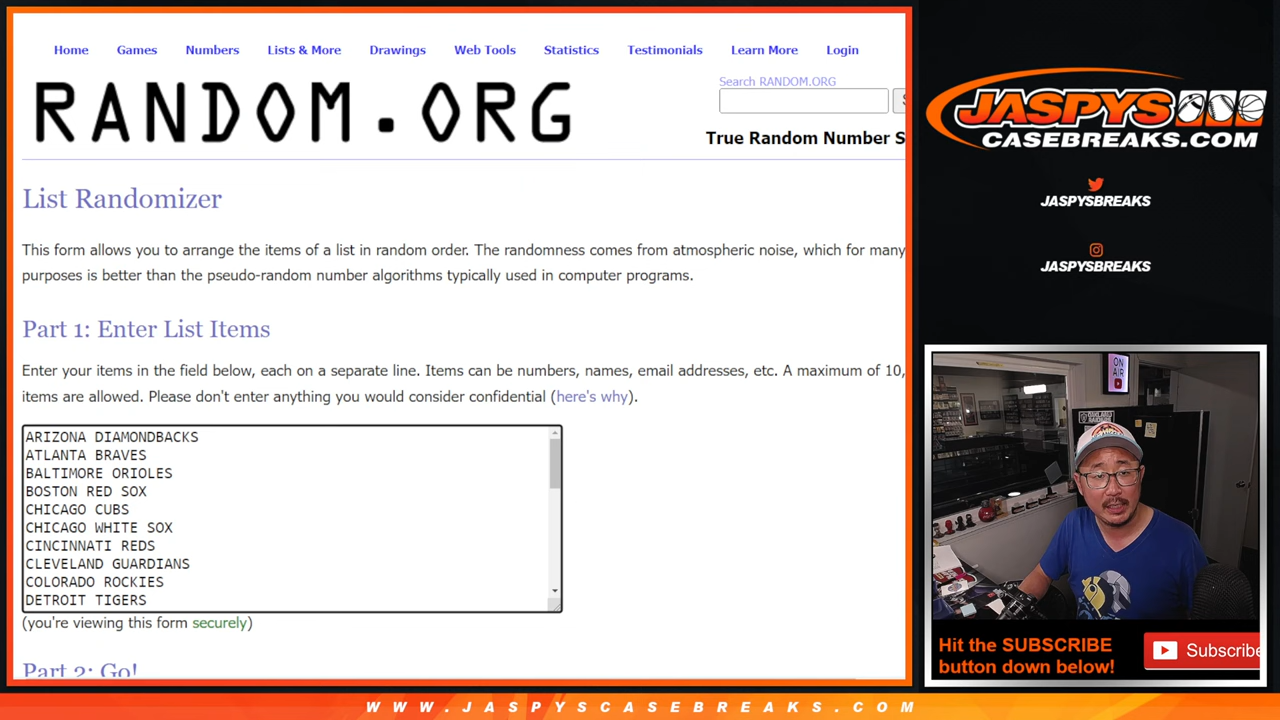 Home Games Numbers Lists & More Drawings Web Tools Statistics Testimonials Learn More Login
RANDOM.ORG
Search RANDOM.ORG
True Random Number S
List Randomizer
This form allows you to arrange the items of a list in random order. The randomness comes from atmospheric noise, which for many
purposes is better than the pseudo-random number algorithms typically used in computer programs.
Part 1: Enter List Items
Enter your items in the field below, each on a separate line. Items can be numbers, names, email addresses, etc. A maximum of 10,
items are allowed. Please don't enter anything you would consider confidential (here's why).
ARIZONA DIAMONDBACKS
ATLANTA BRAVES
BALTIMORE ORIOLES
BOSTON RED SOX
CHICAGO CUBS
CHICAGO WHITE SOX
CINCINNATI REDS
CLEVELAND GUARDIANS
COLORADO ROCKIES
DETROIT TIGERS
(you're viewing this form securely)
Part 2: Go!
JASPYS
CASEBREAKS.COM
JASPYSBREAKS
JASPYSBREAKS
ON
AIR
Hit the SUBSCRIBE
button down below!
Subscribe
WWW.JASPYSCASEBREAKS.COM